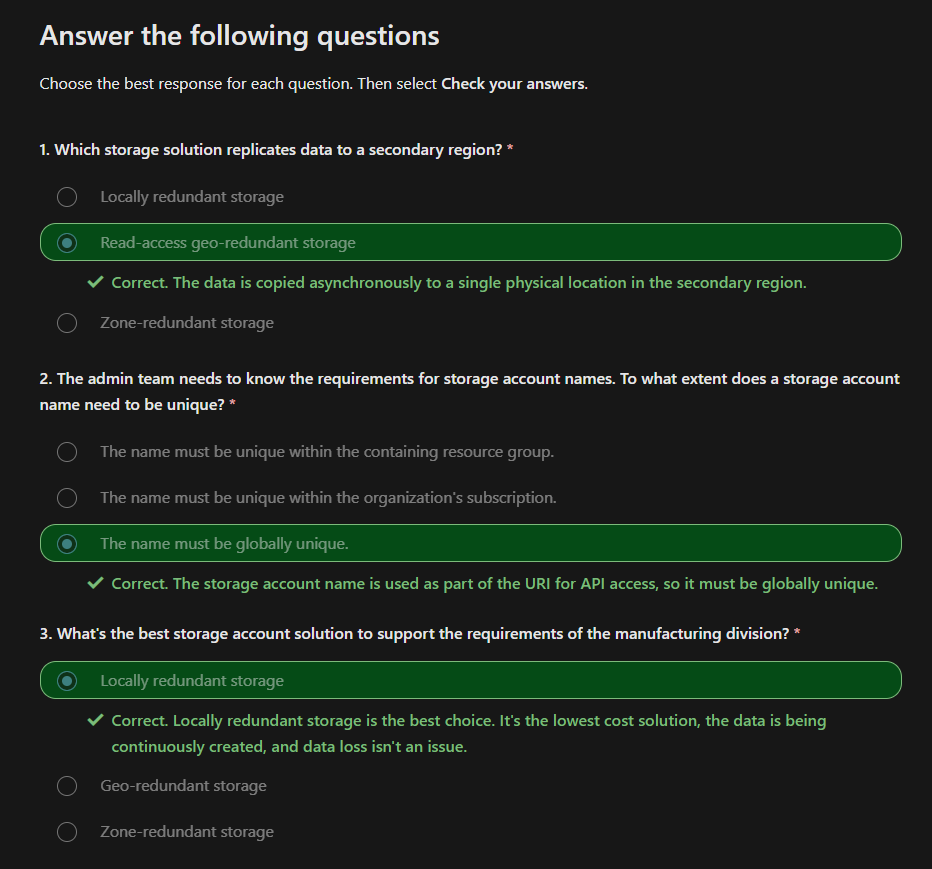 Answer the following questions
Choose the best response for each question. Then select Check your answers.
1. Which storage solution replicates data to a secondary region? *
Locally redundant storage
Read-access geo-redundant storage
Correct. The data is copied asynchronously to a single physical location in the secondary region.
Zone-redundant storage
2. The admin team needs to know the requirements for storage account names. To what extent does a storage account
name need to be unique? *
The name must be unique within the containing resource group.
The name must be unique within the organization's subscription.
The name must be globally unique.
Correct. The storage account name is used as part of the URI for API access, so it must be globally unique.
3. What's the best storage account solution to support the requirements of the manufacturing division? *
Locally redundant storage
Correct. Locally redundant storage is the best choice. It's the lowest cost solution, the data is being
continuously created, and data loss isn't an issue.
Geo-redundant storage
Zone-redundant storage